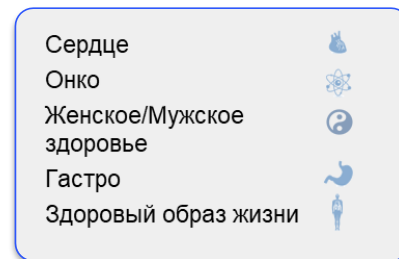 Сердце
Онко
Женское/Мужское
здоровье
Гастро
Здоровый образ жизни